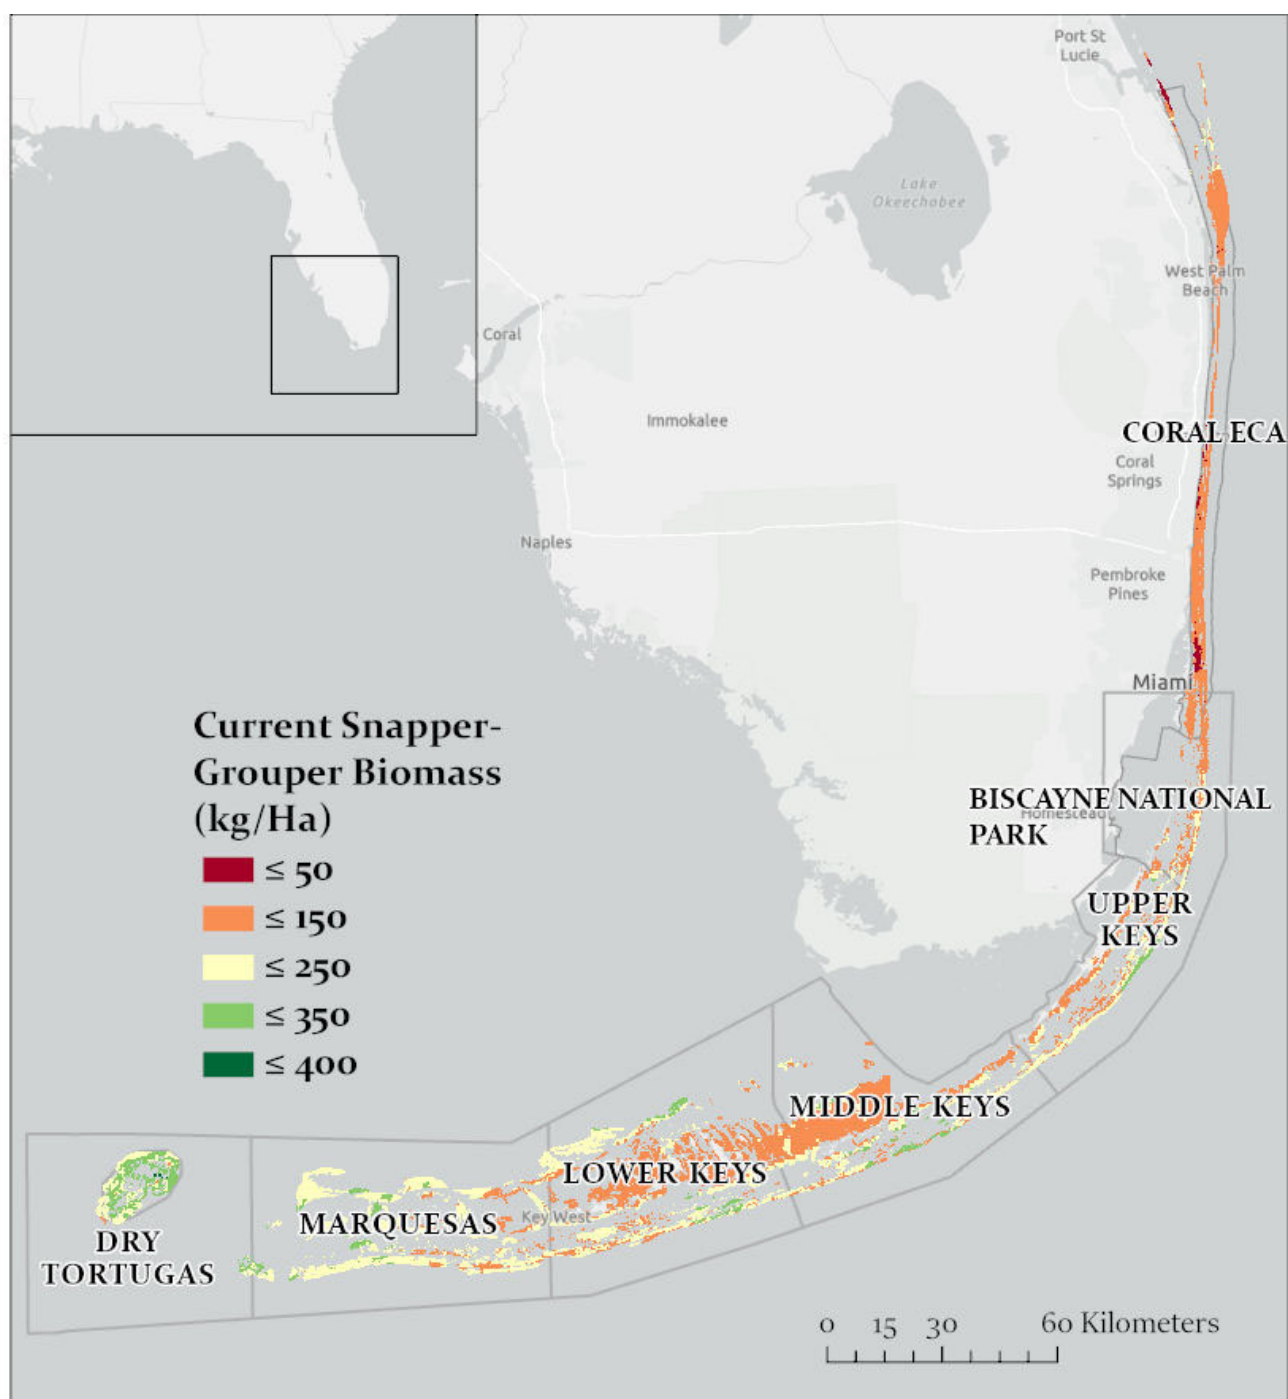 Port St
Lucie
Lake
Okeechobee
West Palm
Beach
Coral
Immokalee
CORAL ECA
Coral
Springs
Naples
Pembroke
Pines
Miami
Current Snapper-
Grouper Biomass
(kg/Ha)
≤ 50
≤ 150
≤ 250
≤ 350
≤ 400
BISCAYNE NATIONAL
Homestead
PARK
UPPER
KEYS
MIDDLE KEYS
LOWER KEYS
MARQUESAS
Key West
DRY
TORTUGAS
0 15 30 60 Kilometers